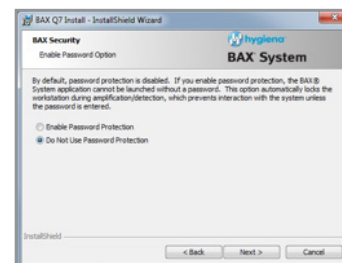 BAX Q7 Install - InstallShield Wizard
BAX Security
Enable Password Option
hygiena
BAX System
By default, password protection is disabled. If you enable password protection, the BAX®
System application cannot be launched without a password. This option automatically locks the
workstation during amplification/detection, which prevents interaction with the system unless
the password is entered.
Enable Password Protection
Do Not Use Password Protection
InstallShield
< Back
Next >
Cancel